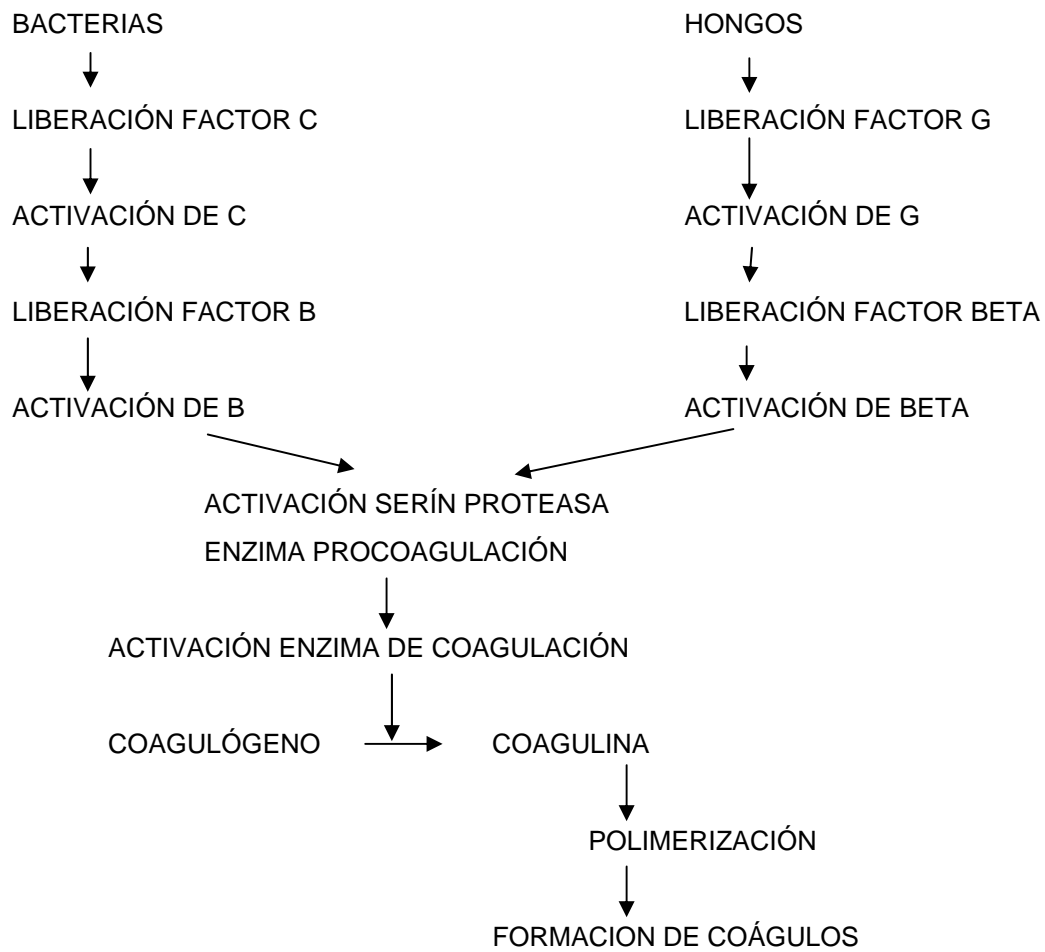 BACTERIAS
HONGOS
LIBERACIÓN FACTOR C
LIBERACIÓN FACTOR G
ACTIVACIÓN DE C
ACTIVACIÓN DE G
LIBERACIÓN FACTOR B
LIBERACIÓN FACTOR BETA
ACTIVACIÓN DE B
ACTIVACIÓN DE BETA
ACTIVACIÓN SERÍN PROTEASA
ENZIMA PROCOAGULACIÓN
ACTIVACIÓN ENZIMA DE COAGULACIÓN
COAGULÓGENO
COAGULINA
POLIMERIZACIÓN
FORMACION DE COÁGULOS